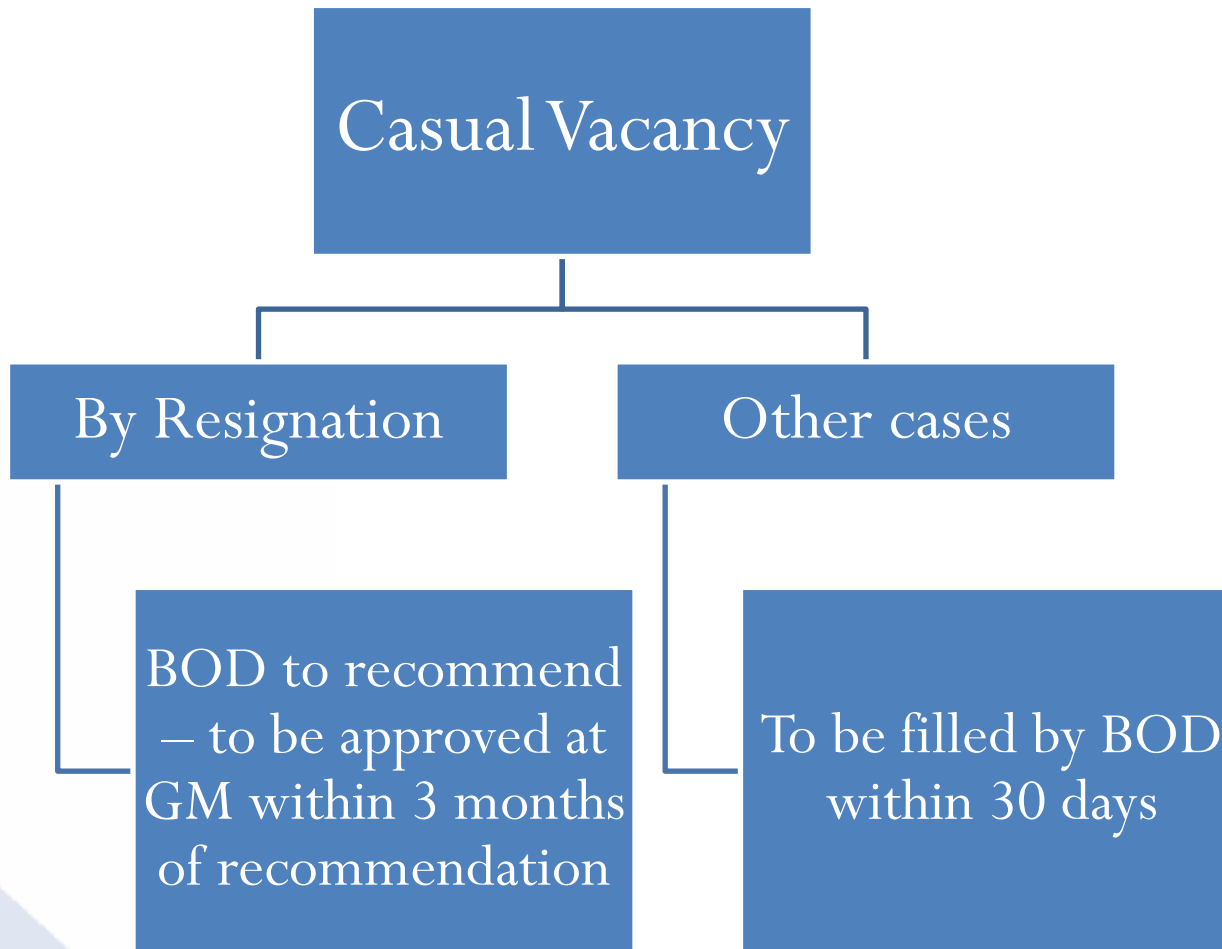 Casual Vacancy
By Resignation
Other cases
BOD to recommend
– to be approved at
GM within 3 months
of recommendation
To be filled by BOD
within 30 days